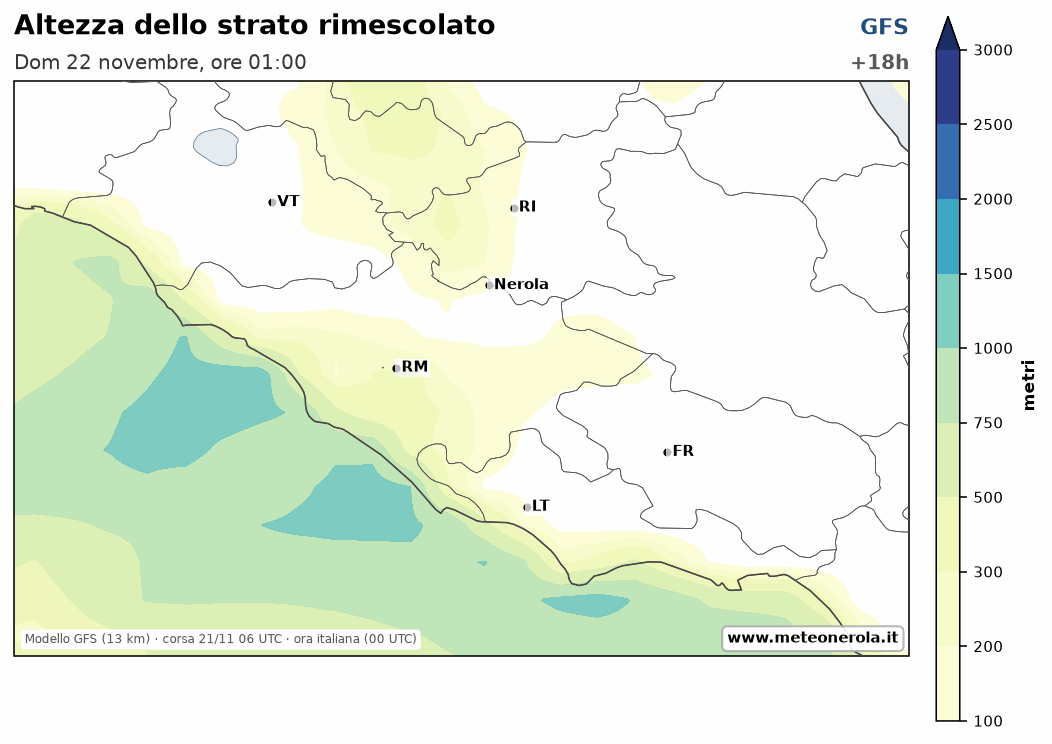 Altezza dello strato rimescolato
GFS
Dom 22 novembre, ore 01:00
+18h
3000
2500
2000
1500
1000
750
500
300
200
100
metri
VT
RI
Nerola
RM
FR
LT
Modello GFS (13 km) · corsa 21/11 06 UTC · ora italiana (00 UTC)
www.meteonerola.it